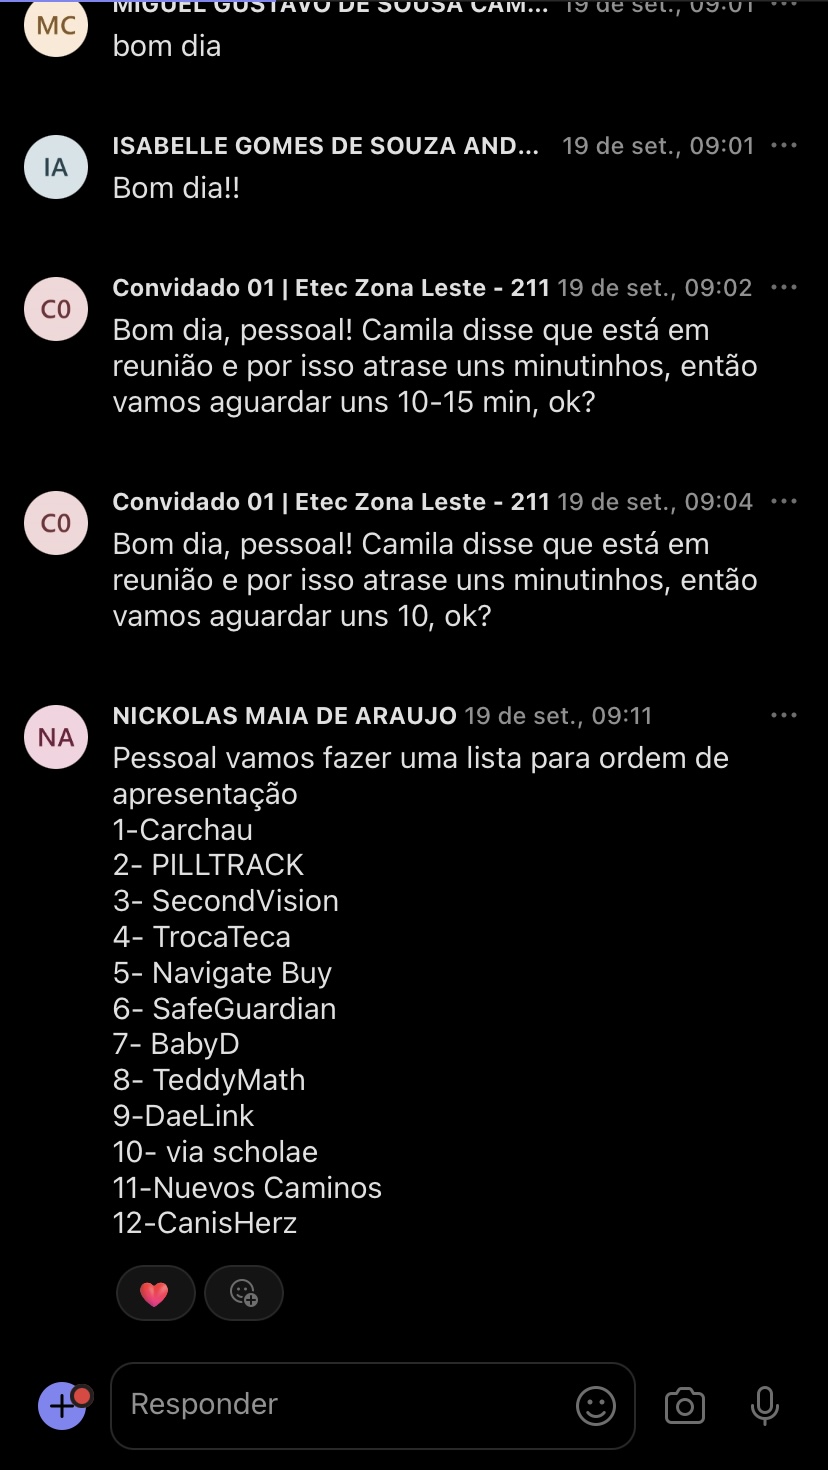 MC
MIGUEL GUSTAVO DE SOUSA CAM... 19 de set., 09:01
bom dia
IA
ISABELLE GOMES DE SOUZA AND... 19 de set., 09:01
Bom dia!!
C0
Convidado 01 | Etec Zona Leste - 211 19 de set., 09:02
Bom dia, pessoal! Camila disse que está em
reunião e por isso atrase uns minutinhos, então
vamos aguardar uns 10-15 min, ok?
C0
Convidado 01 | Etec Zona Leste - 211 19 de set., 09:04
Bom dia, pessoal! Camila disse que está em
reunião e por isso atrase uns minutinhos, então
vamos aguardar uns 10, ok?
NA
NICKOLAS MAIA DE ARAUJO 19 de set., 09:11
Pessoal vamos fazer uma lista para ordem de
apresentação
1-Carchau
2- PILLTRACK
3- SecondVision
4- TrocaTeca
5- Navigate Buy
6- SafeGuardian
7- BabyD
8- TeddyMath
9-DaeLink
10- via scholae
11-Nuevos Caminos
12-CanisHerz
Responder